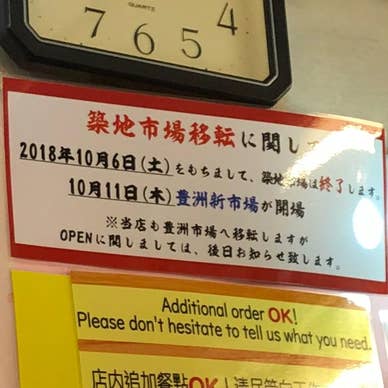 QUARTZ
7 6 5 4
築地市場移転に関して
2018年10月6日(土)をもちまして、築地市場は終了します。
10月11日(木)豊洲新市場が開場
※当店も豊洲市場へ移転しますが
OPENに関しましては、後日お知らせ致します。
Additional order OK!
Please don't hesitate to tell us what you need.
店内追加餐點OK!